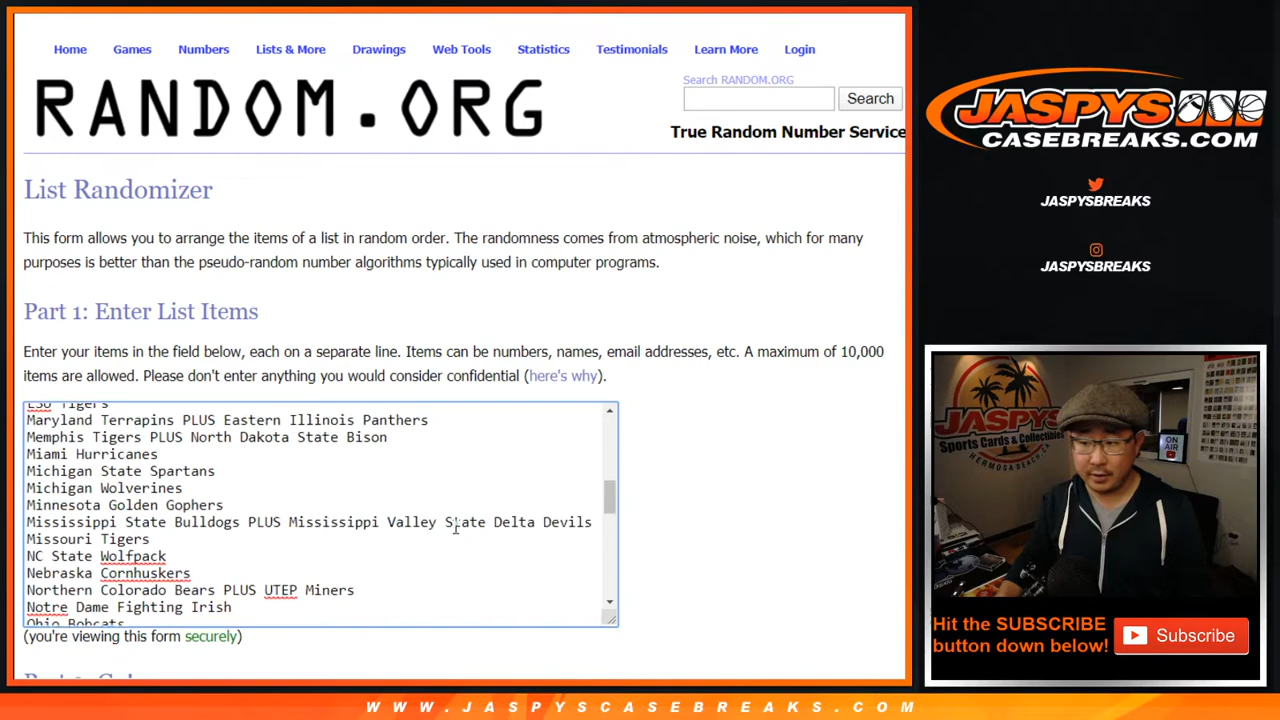 Home Games Numbers Lists & More Drawings Web Tools Statistics Testimonials Learn More Login
RANDOM.ORG
Search RANDOM.ORG
Search
True Random Number Service
List Randomizer
This form allows you to arrange the items of a list in random order. The randomness comes from atmospheric noise, which for many
purposes is better than the pseudo-random number algorithms typically used in computer programs.
Part 1: Enter List Items
Enter your items in the field below, each on a separate line. Items can be numbers, names, email addresses, etc. A maximum of 10,000
items are allowed. Please don't enter anything you would consider confidential (here's why).
LSU Tigers
Maryland Terrapins PLUS Eastern Illinois Panthers
Memphis Tigers PLUS North Dakota State Bison
Miami Hurricanes
Michigan State Spartans
Michigan Wolverines
Minnesota Golden Gophers
Mississippi State Bulldogs PLUS Mississippi Valley State Delta Devils
Missouri Tigers
NC State Wolfpack
Nebraska Cornhuskers
Northern Colorado Bears PLUS UTEP Miners
Notre Dame Fighting Irish
Ohio Bobcats
(you're viewing this form securely)
JASPYS
CASEBREAKS.COM
JASPYSBREAKS
JASPYSBREAKS
JASPYS
Sports Cards & Collectibles
HERMOSA BEACH, CA
ON AIR
Hit the SUBSCRIBE
button down below!
Subscribe
WWW.JASPYSCASEBREAKS.COM